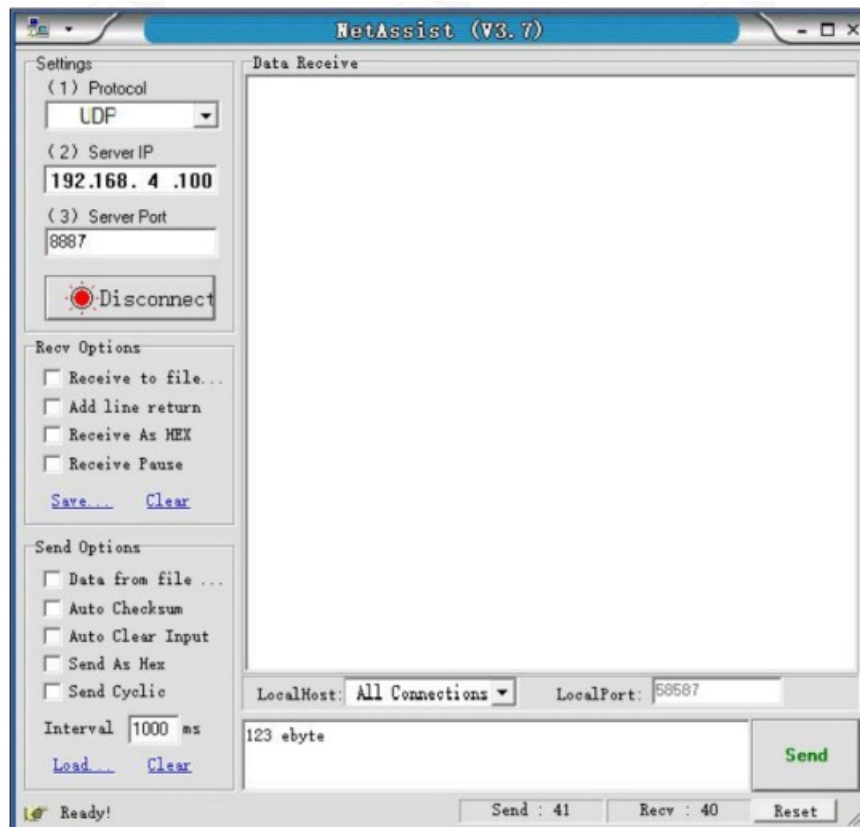 NetAssist (V3.7)
Settings
(1) Protocol
UDP
(2) Server IP
192.168. 4 .100
(3) Server Port
8887
Disconnect
Recv Options
Receive to file...
Add line return
Receive As HEX
Receive Pause
Save... Clear
Send Options
Data from file ...
Auto Checksum
Auto Clear Input
Send As Hex
Send Cyclic
Interval 1000 ms
Load... Clear
Data Receive
LocalHost: All Connections LocalPort: 58587
123 ebyte
Send
Ready! Send : 41 Recv : 40 Reset